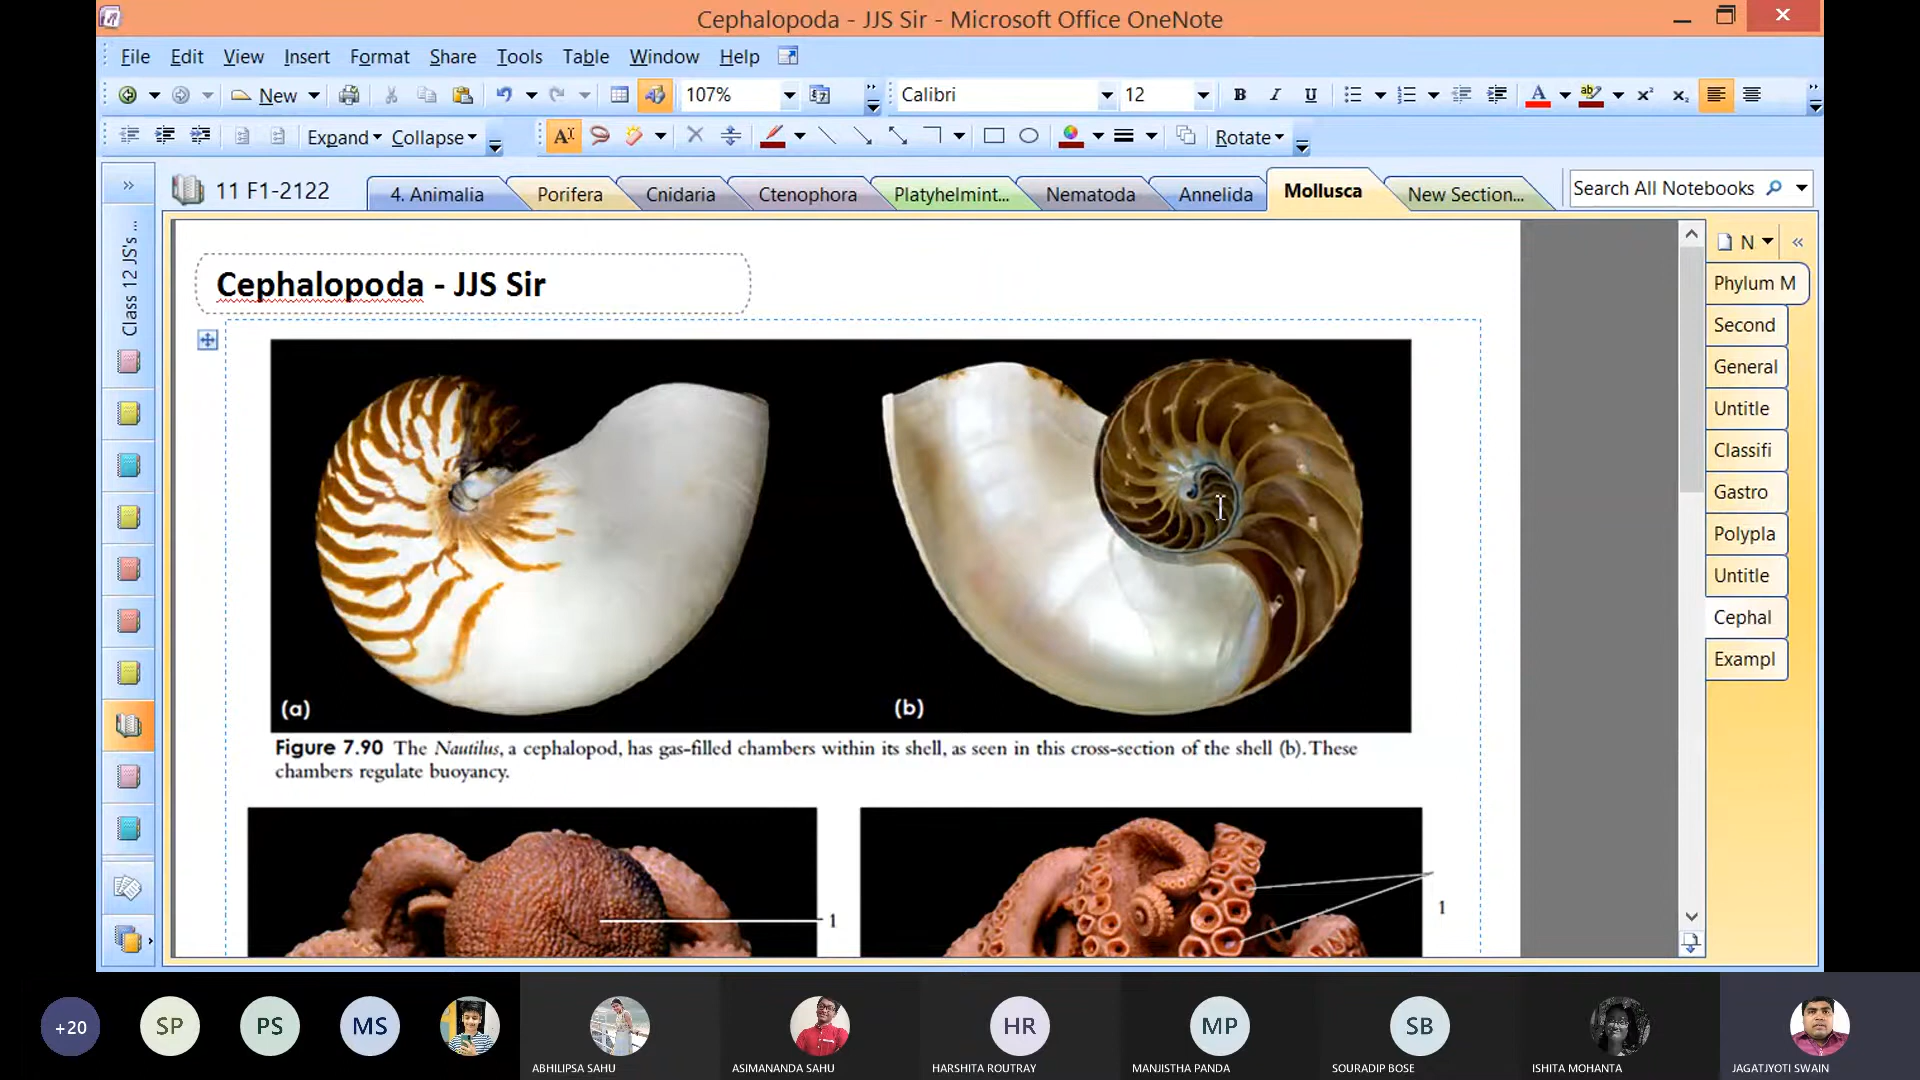 Cephalopoda - JJS Sir - Microsoft Office OneNote
File Edit View Insert Format Share Tools Table Window Help
New 107% Calibri 12 B I U A ab x² x₂
Expand Collapse A Rotate
11 F1-2122 4. Animalia Porifera Cnidaria Ctenophora Platyhelmint... Nematoda Annelida Mollusca New Section... Search All Notebooks
Class 12 JS's ...
N
Phylum M
Second
General
Untitle
Classifi
Gastro
Polypla
Untitle
Cephal
Exampl
Cephalopoda - JJS Sir
(a) (b)
Figure 7.90 The Nautilus, a cephalopod, has gas-filled chambers within its shell, as seen in this cross-section of the shell (b). These
chambers regulate buoyancy.
1 1
+20 SP PS MS HR MP SB
ABHILIPSA SAHU ASIMANANDA SAHU HARSHITA ROUTRAY MANJISTHA PANDA SOURADIP BOSE ISHITA MOHANTA JAGATJYOTI SWAIN